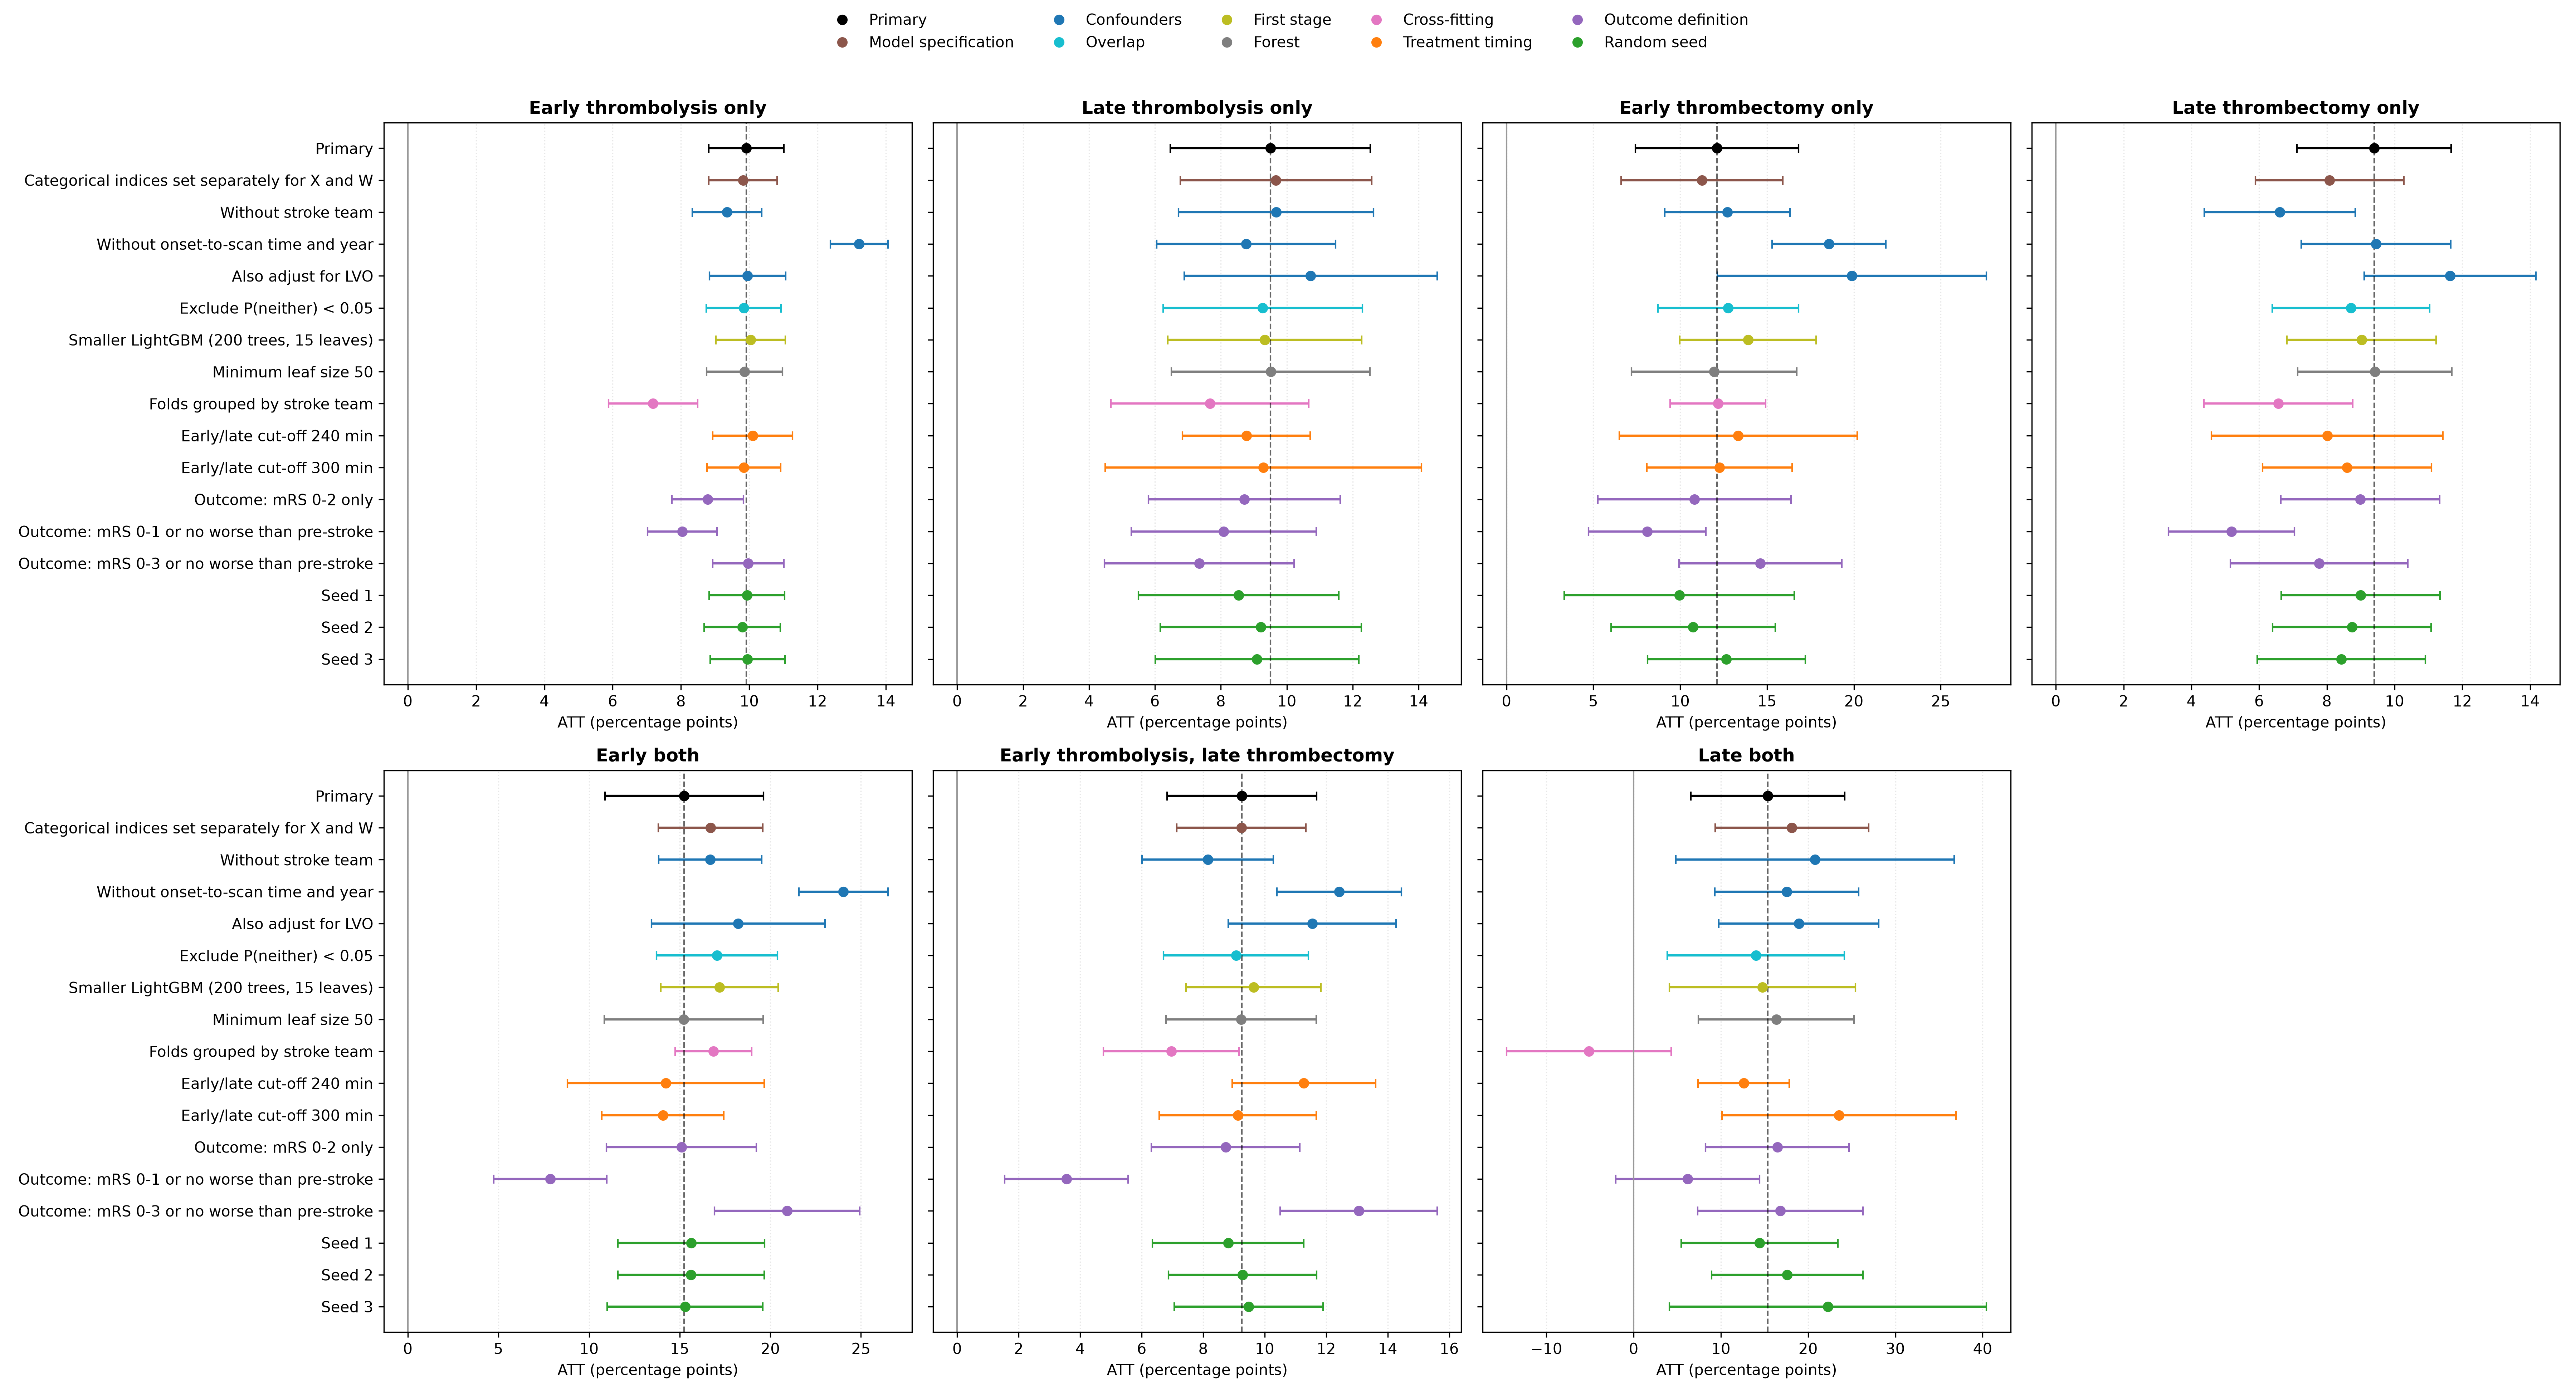 Primary
Confounders
First stage
Cross-fitting
Outcome definition
Model specification
Overlap
Forest
Treatment timing
Random seed
Early thrombolysis only
Late thrombolysis only
Early thrombectomy only
Late thrombectomy only
Primary
Categorical indices set separately for X and W
Without stroke team
Without onset-to-scan time and year
Also adjust for LVO
Exclude P(neither) < 0.05
Smaller LightGBM (200 trees, 15 leaves)
Minimum leaf size 50
Folds grouped by stroke team
Early/late cut-off 240 min
Early/late cut-off 300 min
Outcome: mRS 0-2 only
Outcome: mRS 0-1 or no worse than pre-stroke
Outcome: mRS 0-3 or no worse than pre-stroke
Seed 1
Seed 2
Seed 3
0 2 4 6 8 10 12 14
ATT (percentage points)
0 2 4 6 8 10 12 14
ATT (percentage points)
0 5 10 15 20 25
ATT (percentage points)
0 2 4 6 8 10 12 14
ATT (percentage points)
Early both
Early thrombolysis, late thrombectomy
Late both
Primary
Categorical indices set separately for X and W
Without stroke team
Without onset-to-scan time and year
Also adjust for LVO
Exclude P(neither) < 0.05
Smaller LightGBM (200 trees, 15 leaves)
Minimum leaf size 50
Folds grouped by stroke team
Early/late cut-off 240 min
Early/late cut-off 300 min
Outcome: mRS 0-2 only
Outcome: mRS 0-1 or no worse than pre-stroke
Outcome: mRS 0-3 or no worse than pre-stroke
Seed 1
Seed 2
Seed 3
0 5 10 15 20 25
ATT (percentage points)
0 2 4 6 8 10 12 14 16
ATT (percentage points)
−10 0 10 20 30 40
ATT (percentage points)